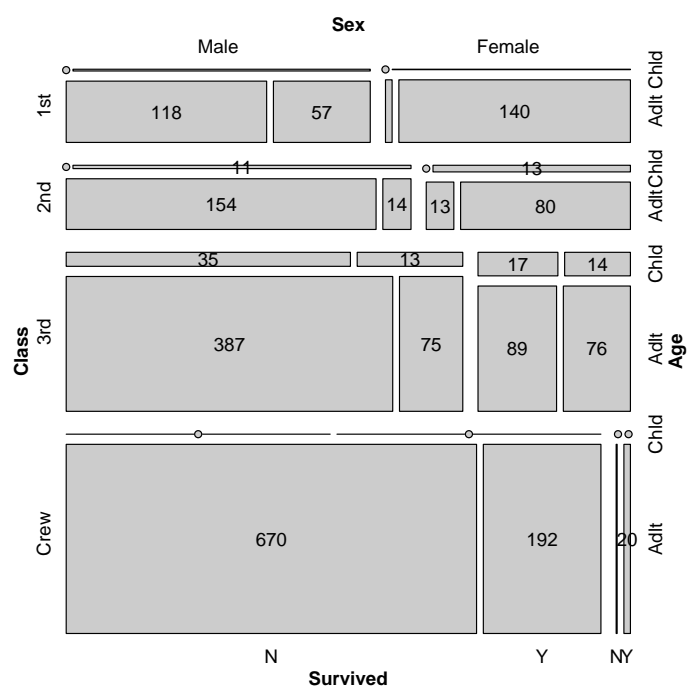 Sex
Male Female
1st 118 57 140 Chld Adlt
2nd 11 13 Chld
154 14 13 80 Adlt
35 13 17 14 Chld
Class 3rd 387 75 89 76 Adlt Age
Chld
Crew 670 192 20 Adlt
N Y N Y
Survived